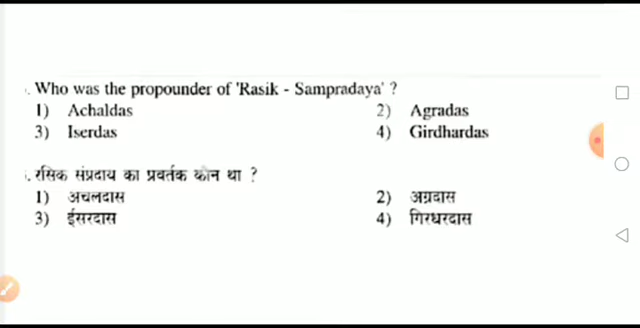 . Who was the propounder of 'Rasik - Sampradaya' ?
1) Achaldas 2) Agradas
3) Iserdas 4) Girdhardas
. रसिक संप्रदाय का प्रवर्तक कौन था ?
1) अचलदास 2) अग्रदास
3) ईसरदास 4) गिरधरदास